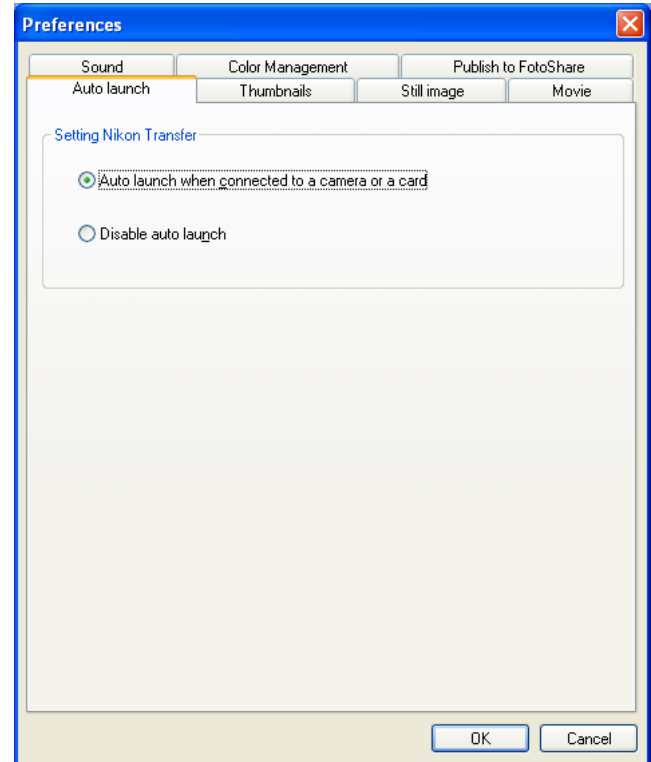 Preferences
Sound Color Management Publish to FotoShare
Auto launch Thumbnails Still image Movie
Setting Nikon Transfer
Auto launch when connected to a camera or a card
Disable auto launch
OK Cancel